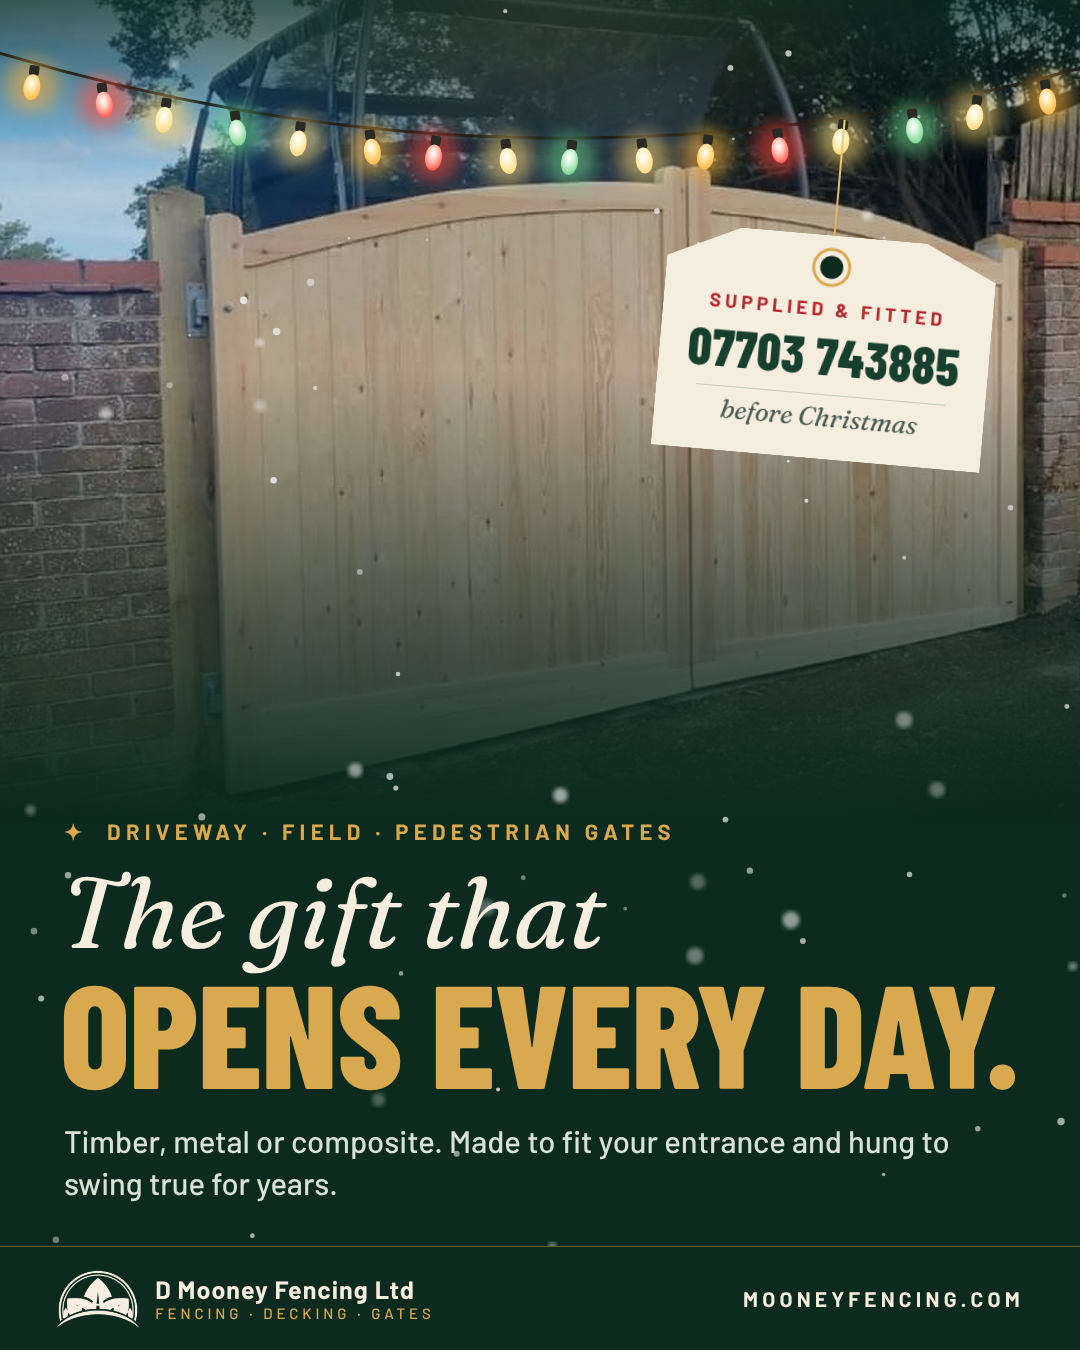 SUPPLIED & FITTED
07703 743885
before Christmas
DRIVEWAY · FIELD · PEDESTRIAN GATES
The gift that
OPENS EVERY DAY.
Timber, metal or composite. Made to fit your entrance and hung to
swing true for years.
D Mooney Fencing Ltd
FENCING · DECKING · GATES
MOONEYFENCING.COM